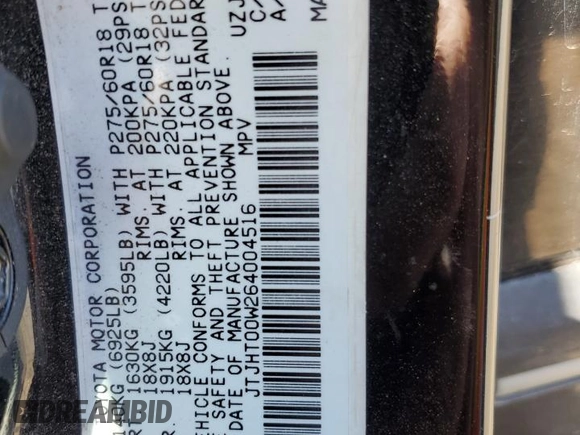 OTA MOTOR CORPORATION
KG (6925LB)
1630KG (3595LB) WITH P275/60R18
18X8J RIMS, AT 200KPA (29PS
1915KG (4220LB) WITH P275/60R18
18X8J RIMS, AT 220KPA (32PS
VEHICLE CONFORMS TO ALL APPLICABLE FED
SAFETY AND THEFT PREVENTION STANDAR
DATE OF MANUFACTURE SHOWN ABOVE.
JTJHT00W264004516 MPV
UZJ
C/
A/
MA
DREAMBID